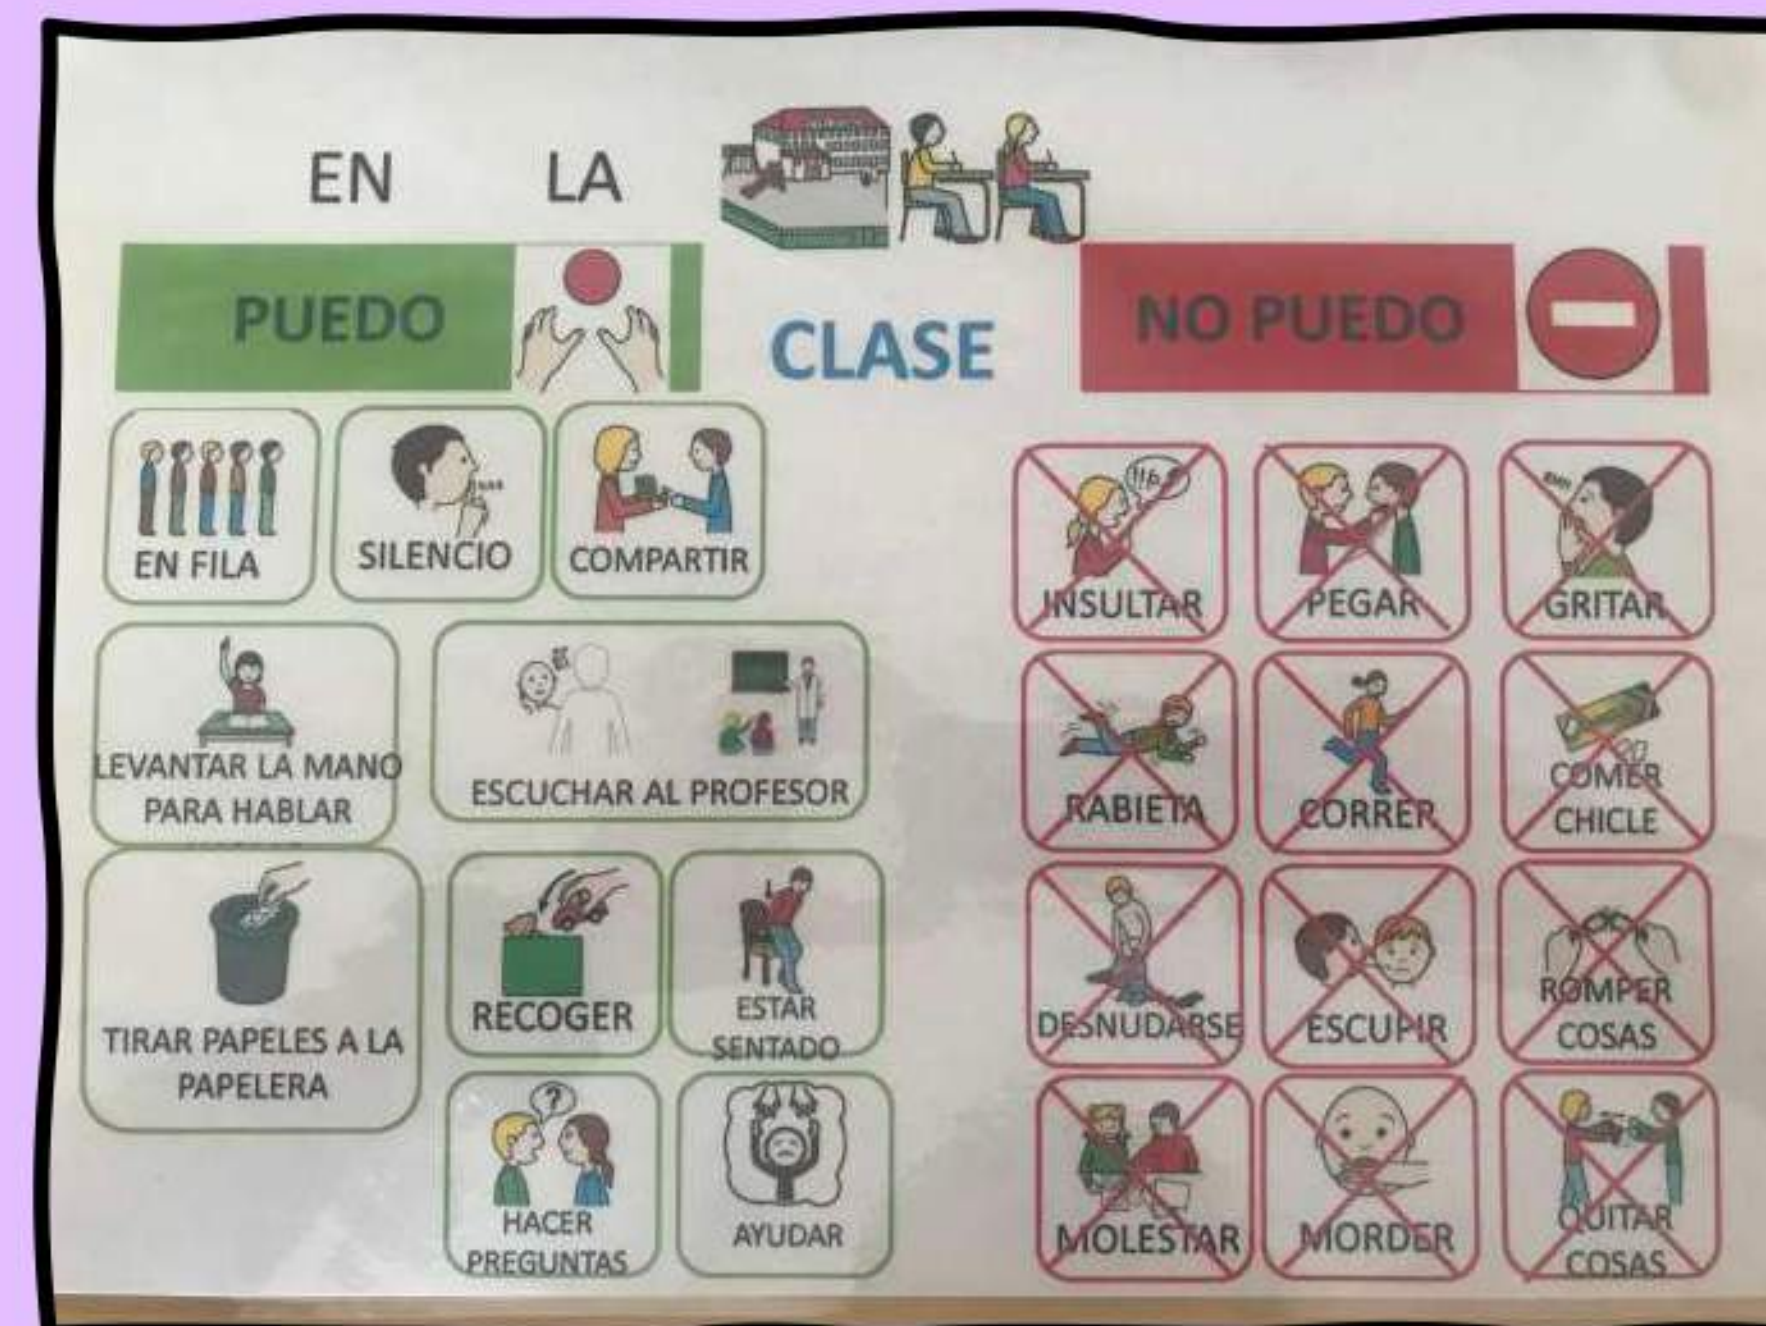 EN LA
PUEDO
CLASE
NO PUEDO
EN FILA
SILENCIO
COMPARTIR
LEVANTAR LA MANO
PARA HABLAR
ESCUCHAR AL PROFESOR
TIRAR PAPELES A LA
PAPELERA
RECOGER
ESTAR
SENTADO
HACER
PREGUNTAS
?
AYUDAR
INSULTAR
PEGAR
GRITAR
RABIETA
CORRER
COMER
CHICLE
DESNUDARSE
ESCUPIR
ROMPER
COSAS
MOLESTAR
MORDER
QUITAR
COSAS